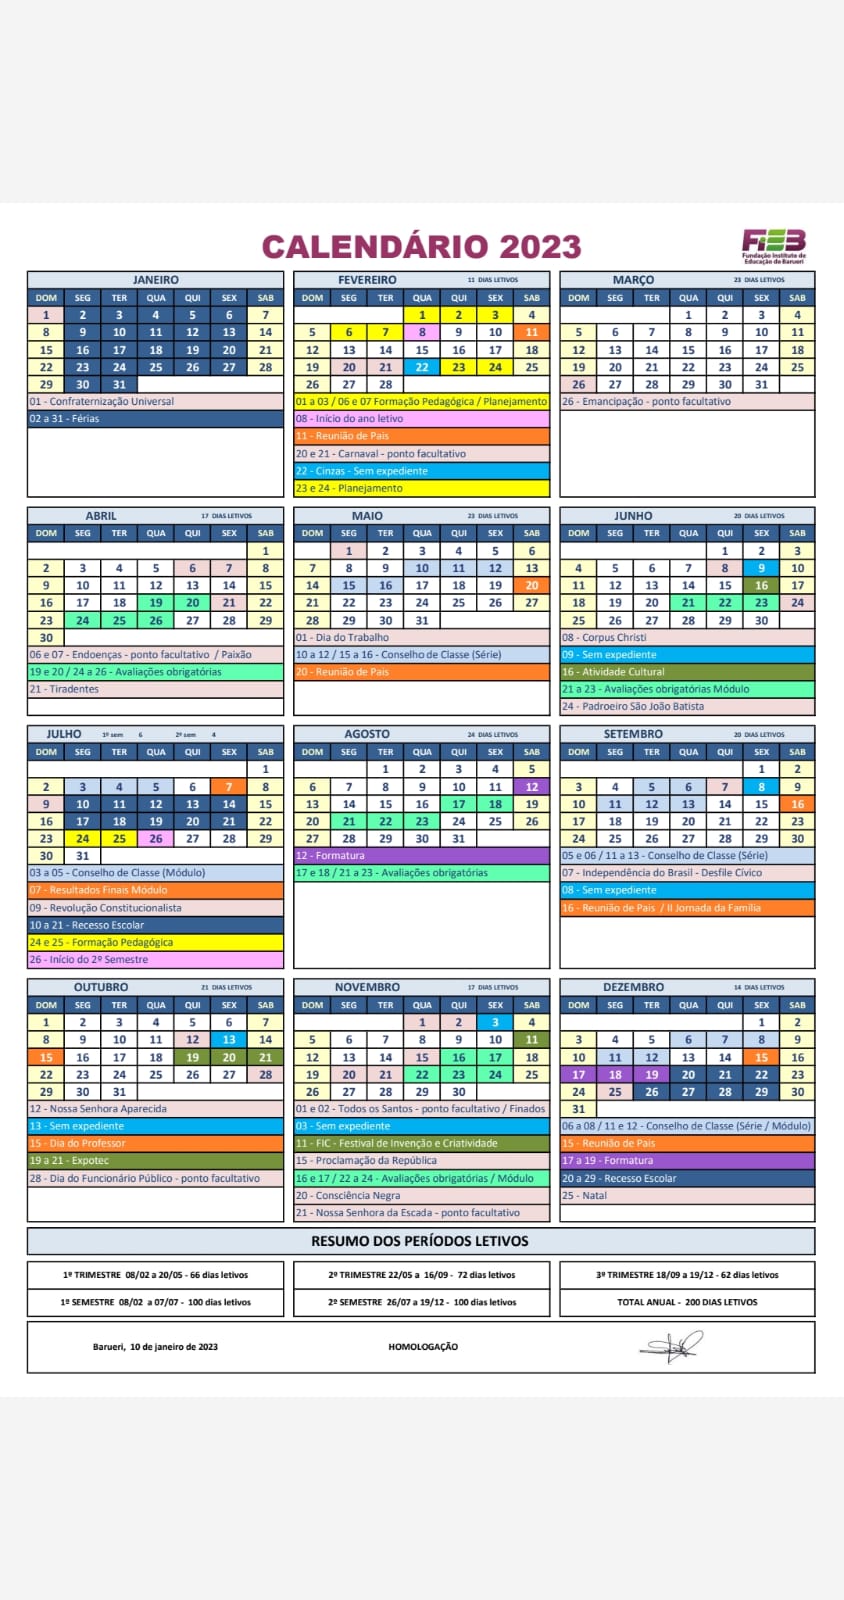 CALENDÁRIO 2023
FIEB
Fundação Instituto de
Educação de Barueri
JANEIRO
DOM SEG TER QUA QUI SEX SAB
1 2 3 4 5 6 7
8 9 10 11 12 13 14
15 16 17 18 19 20 21
22 23 24 25 26 27 28
29 30 31
01 - Confraternização Universal
02 a 31 - Férias
FEVEREIRO 11 DIAS LETIVOS
DOM SEG TER QUA QUI SEX SAB
1 2 3 4
5 6 7 8 9 10 11
12 13 14 15 16 17 18
19 20 21 22 23 24 25
26 27 28
01 a 03 / 06 e 07 Formação Pedagógica / Planejamento
08 - Início do ano letivo
11 - Reunião de Pais
20 e 21 - Carnaval - ponto facultativo
22 - Cinzas - Sem expediente
23 e 24 - Planejamento
MARÇO 23 DIAS LETIVOS
DOM SEG TER QUA QUI SEX SAB
1 2 3 4
5 6 7 8 9 10 11
12 13 14 15 16 17 18
19 20 21 22 23 24 25
26 27 28 29 30 31
26 - Emancipação - ponto facultativo
ABRIL 17 DIAS LETIVOS
DOM SEG TER QUA QUI SEX SAB
1
2 3 4 5 6 7 8
9 10 11 12 13 14 15
16 17 18 19 20 21 22
23 24 25 26 27 28 29
30
06 e 07 - Endoenças - ponto facultativo / Paixão
19 e 20 / 24 a 26 - Avaliações obrigatórias
21 - Tiradentes
MAIO 23 DIAS LETIVOS
DOM SEG TER QUA QUI SEX SAB
1 2 3 4 5 6
7 8 9 10 11 12 13
14 15 16 17 18 19 20
21 22 23 24 25 26 27
28 29 30 31
01 - Dia do Trabalho
10 a 12 / 15 a 16 - Conselho de Classe (Série)
20 - Reunião de Pais
JUNHO 20 DIAS LETIVOS
DOM SEG TER QUA QUI SEX SAB
1 2 3
4 5 6 7 8 9 10
11 12 13 14 15 16 17
18 19 20 21 22 23 24
25 26 27 28 29 30
08 - Corpus Christi
09 - Sem expediente
16 - Atividade Cultural
21 a 23 - Avaliações obrigatórias Módulo
24 - Padroeiro São João Batista
JULHO 1º sem 6 2º sem 4
DOM SEG TER QUA QUI SEX SAB
1
2 3 4 5 6 7 8
9 10 11 12 13 14 15
16 17 18 19 20 21 22
23 24 25 26 27 28 29
30 31
03 a 05 - Conselho de Classe (Módulo)
07 - Resultados Finais Módulo
09 - Revolução Constitucionalista
10 a 21 - Recesso Escolar
24 e 25 - Formação Pedagógica
26 - Início do 2º Semestre
AGOSTO 24 DIAS LETIVOS
DOM SEG TER QUA QUI SEX SAB
1 2 3 4 5
6 7 8 9 10 11 12
13 14 15 16 17 18 19
20 21 22 23 24 25 26
27 28 29 30 31
12 - Formatura
17 e 18 / 21 a 23 - Avaliações obrigatórias
SETEMBRO 20 DIAS LETIVOS
DOM SEG TER QUA QUI SEX SAB
1 2
3 4 5 6 7 8 9
10 11 12 13 14 15 16
17 18 19 20 21 22 23
24 25 26 27 28 29 30
05 e 06 / 11 a 13 - Conselho de Classe (Série)
07 - Independência do Brasil - Desfile Cívico
08 - Sem expediente
16 - Reunião de Pais / II Jornada da Família
OUTUBRO 21 DIAS LETIVOS
DOM SEG TER QUA QUI SEX SAB
1 2 3 4 5 6 7
8 9 10 11 12 13 14
15 16 17 18 19 20 21
22 23 24 25 26 27 28
29 30 31
12 - Nossa Senhora Aparecida
13 - Sem expediente
15 - Dia do Professor
19 a 21 - Expotec
28 - Dia do Funcionário Público - ponto facultativo
NOVEMBRO 17 DIAS LETIVOS
DOM SEG TER QUA QUI SEX SAB
1 2 3 4
5 6 7 8 9 10 11
12 13 14 15 16 17 18
19 20 21 22 23 24 25
26 27 28 29 30
01 e 02 - Todos os Santos - ponto facultativo / Finados
03 - Sem expediente
11 - FIC - Festival de Invenção e Criatividade
15 - Proclamação da República
16 e 17 / 22 a 24 - Avaliações obrigatórias / Módulo
20 - Consciência Negra
21 - Nossa Senhora da Escada - ponto facultativo
DEZEMBRO 14 DIAS LETIVOS
DOM SEG TER QUA QUI SEX SAB
1 2
3 4 5 6 7 8 9
10 11 12 13 14 15 16
17 18 19 20 21 22 23
24 25 26 27 28 29 30
31
06 a 08 / 11 e 12 - Conselho de Classe (Série / Módulo)
15 - Reunião de Pais
17 a 19 - Formatura
20 a 29 - Recesso Escolar
25 - Natal
RESUMO DOS PERÍODOS LETIVOS
1º TRIMESTRE 08/02 a 20/05 - 66 dias letivos
2º TRIMESTRE 22/05 a 16/09 - 72 dias letivos
3º TRIMESTRE 18/09 a 19/12 - 62 dias letivos
1º SEMESTRE 08/02 a 07/07 - 100 dias letivos
2º SEMESTRE 26/07 a 19/12 - 100 dias letivos
TOTAL ANUAL - 200 DIAS LETIVOS
Barueri, 10 de janeiro de 2023
HOMOLOGAÇÃO